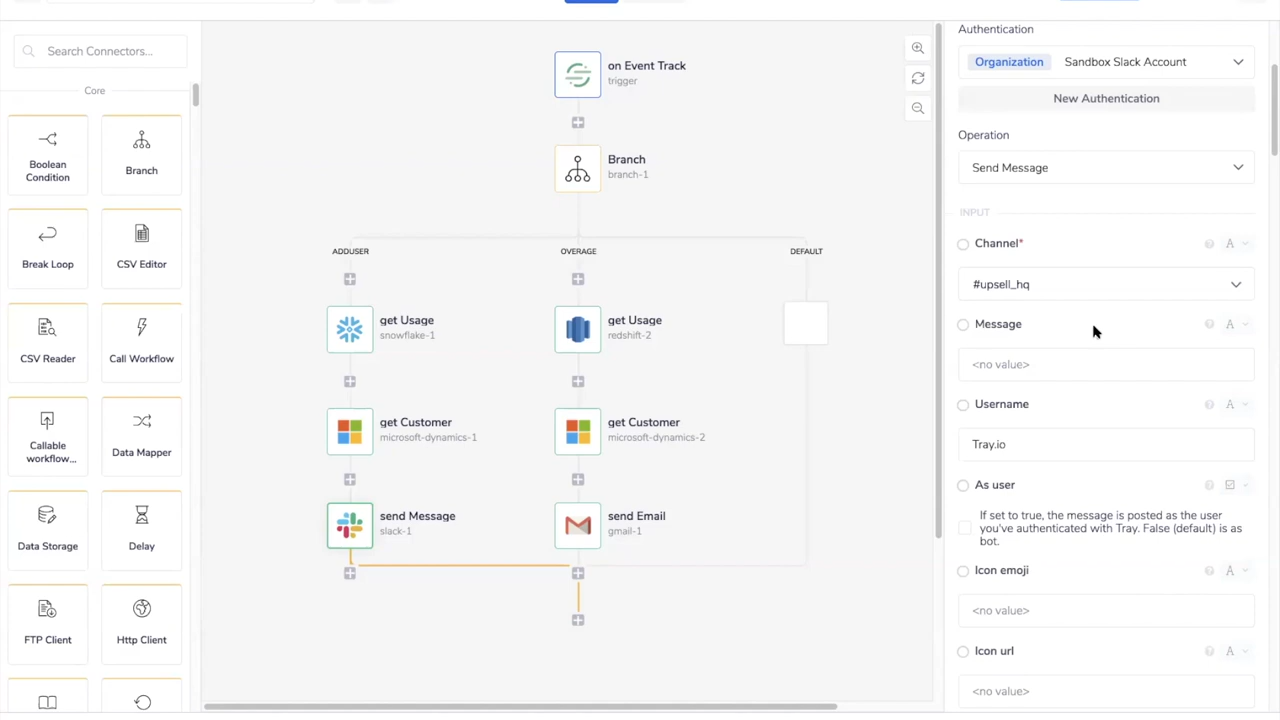 Search Connectors...
Core
Boolean
Condition
Branch
Break Loop
CSV Editor
CSV Reader
Call Workflow
Callable
workflow...
Data Mapper
Data Storage
Delay
FTP Client
Http Client
on Event Track
trigger
Branch
branch-1
ADDUSER
OVERAGE
DEFAULT
get Usage
snowflake-1
get Usage
redshift-2
get Customer
microsoft-dynamics-1
get Customer
microsoft-dynamics-2
send Message
slack-1
send Email
gmail-1
Authentication
Organization Sandbox Slack Account
New Authentication
Operation
Send Message
INPUT
Channel*
A
#upsell_hq
Message
A
<no value>
Username
A
Tray.io
As user
If set to true, the message is posted as the user
you've authenticated with Tray. False (default) is as
bot.
Icon emoji
A
<no value>
Icon url
A
<no value>